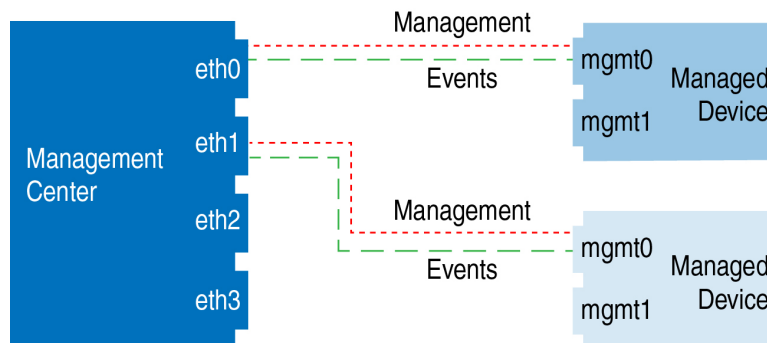 Management
Events
eth0
eth1
eth2
eth3
Management
Center
mgmt0
mgmt1
Managed
Device
Management
Events
mgmt0
mgmt1
Managed
Device